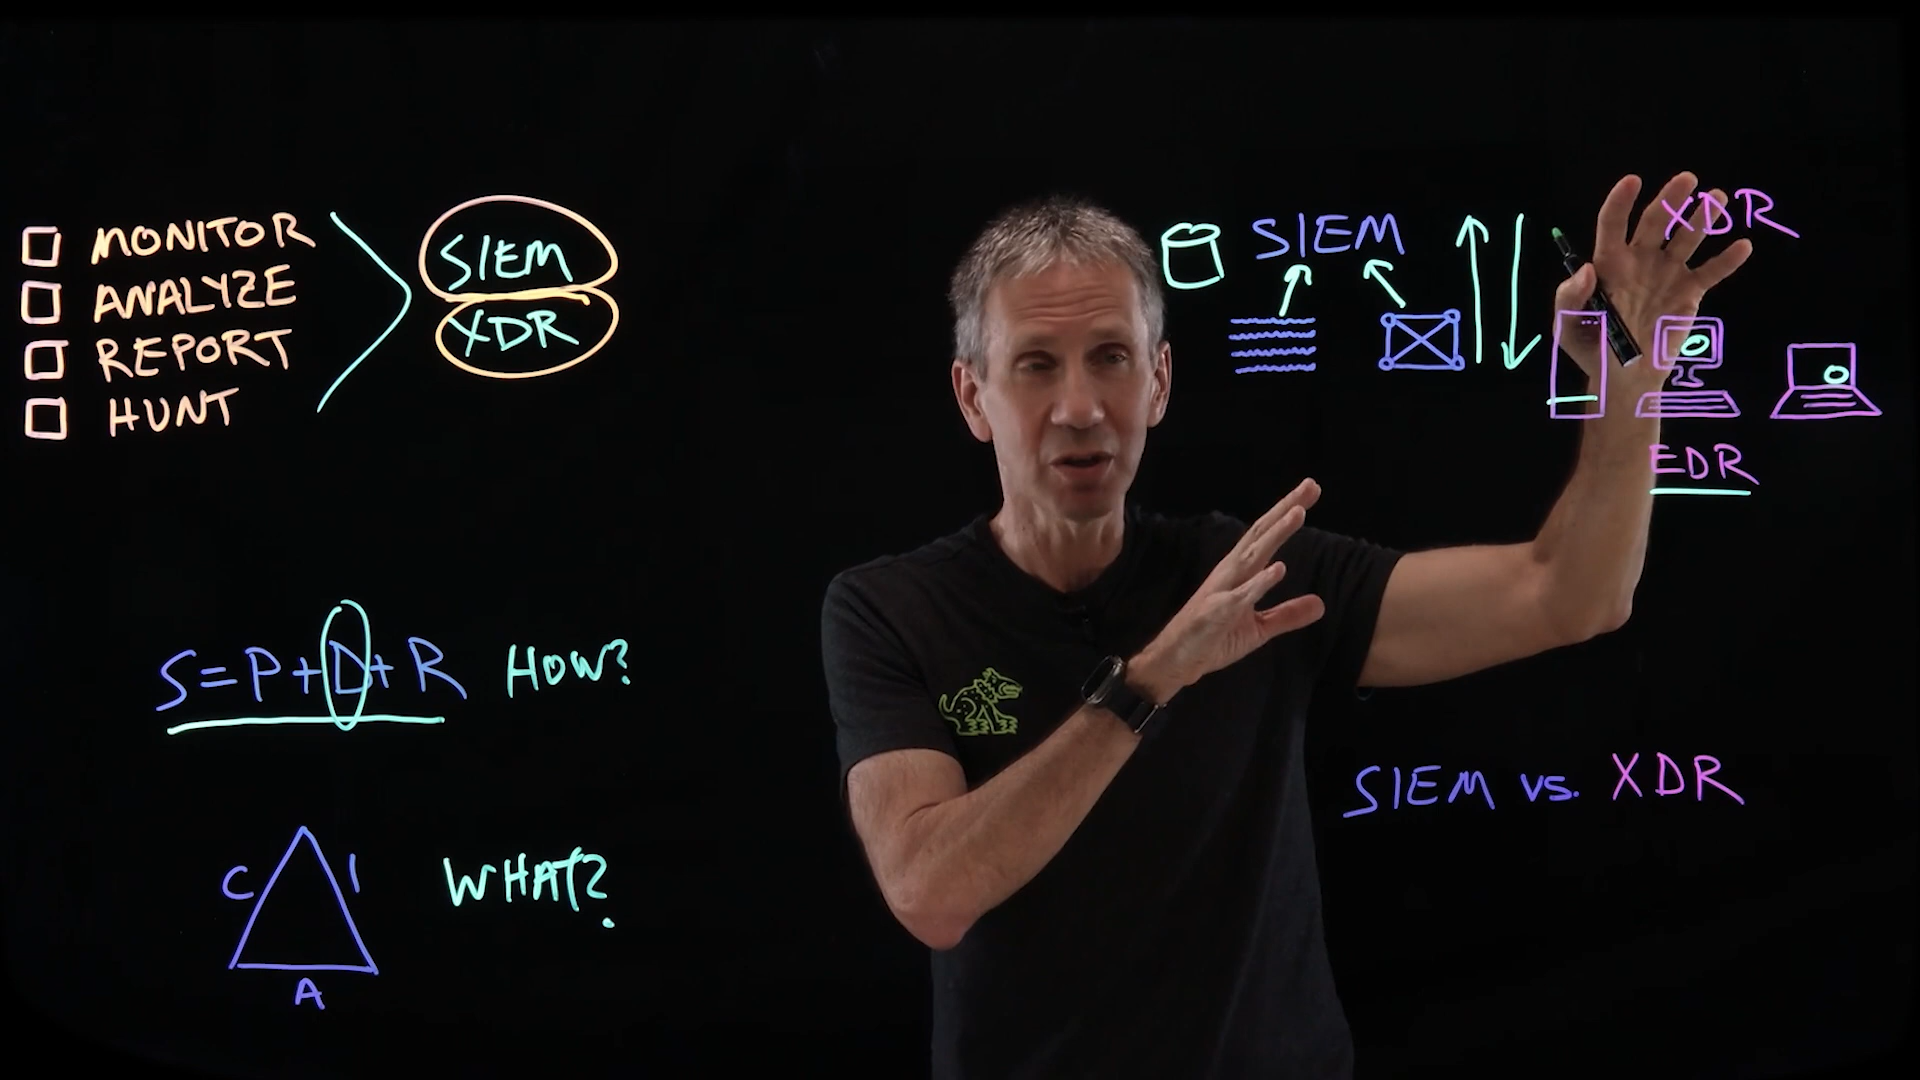 MONITOR
ANALYZE
REPORT
HUNT
SIEM
XDR
S=P+D+R HOW?
C I
A
WHAT?
SIEM
XDR
EDR
SIEM vs. XDR